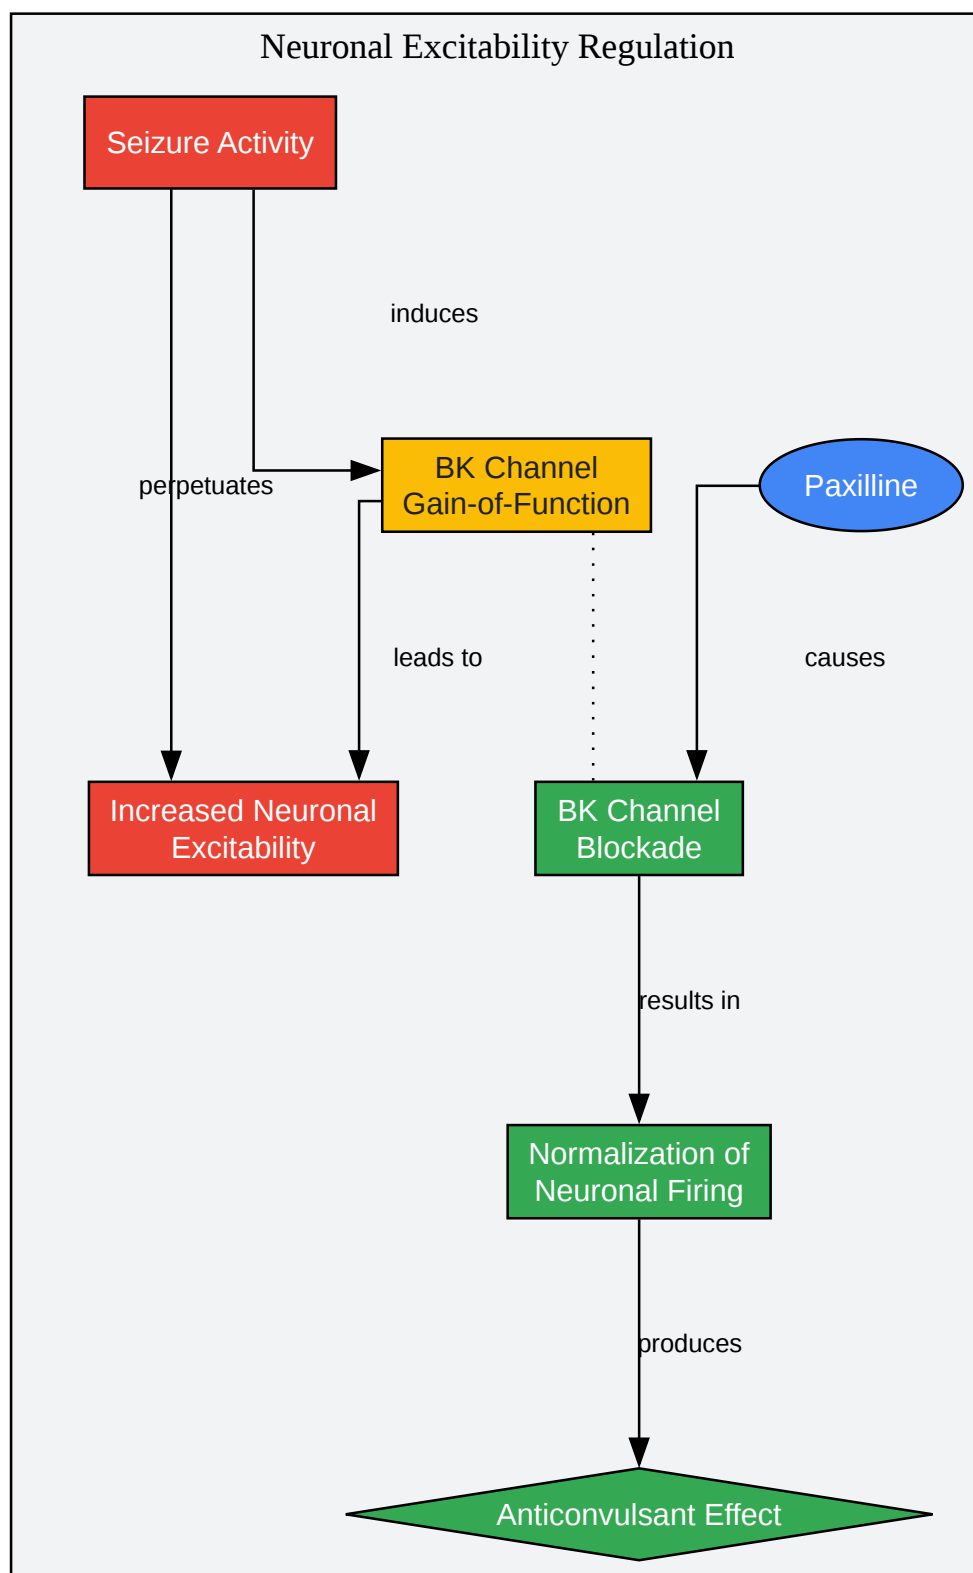 Neuronal Excitability Regulation
Seizure Activity
induces
BK Channel
Gain-of-Function
Paxilline
perpetuates
leads to
causes
Increased Neuronal
Excitability
BK Channel
Blockade
results in
Normalization of
Neuronal Firing
produces
Anticonvulsant Effect